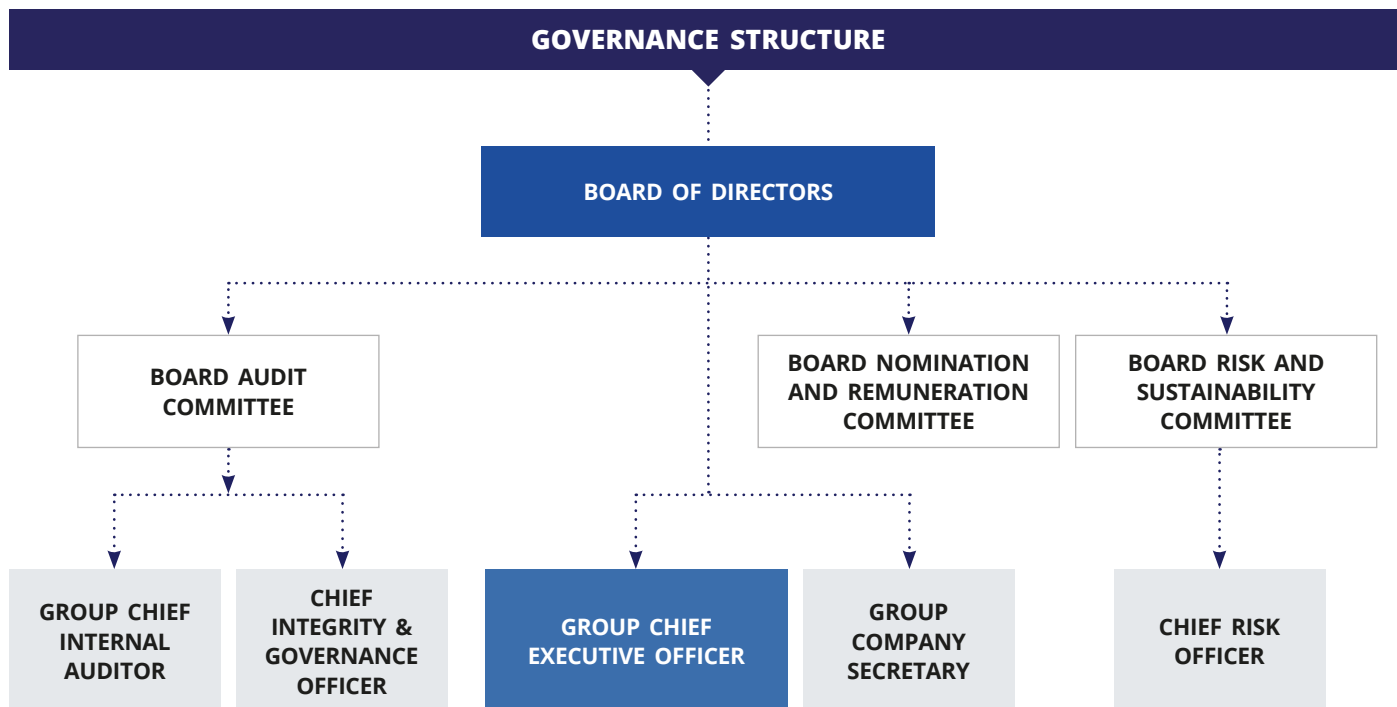 GOVERNANCE STRUCTURE
BOARD OF DIRECTORS
BOARD AUDIT
COMMITTEE
BOARD NOMINATION
AND REMUNERATION
COMMITTEE
BOARD RISK AND
SUSTAINABILITY
COMMITTEE
GROUP CHIEF
INTERNAL
AUDITOR
CHIEF
INTEGRITY &
GOVERNANCE
OFFICER
GROUP CHIEF
EXECUTIVE OFFICER
GROUP
COMPANY
SECRETARY
CHIEF RISK
OFFICER